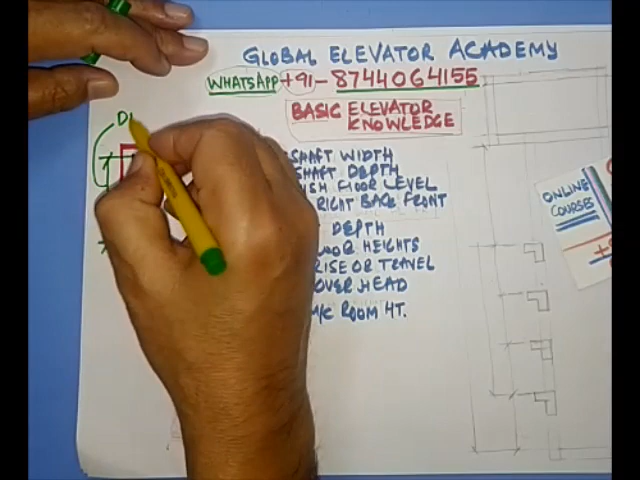 GLOBAL ELEVATOR ACADEMY
WHATSAPP +91-8744064155
BASIC ELEVATOR
KNOWLEDGE
SHAFT WIDTH
SHAFT DEPTH
FLOOR LEVEL
RIGHT BACK FRONT
DEPTH
HEIGHTS
RISE OR TRAVEL
OVER HEAD
M/C ROOM HT.
ONLINE
COURSES